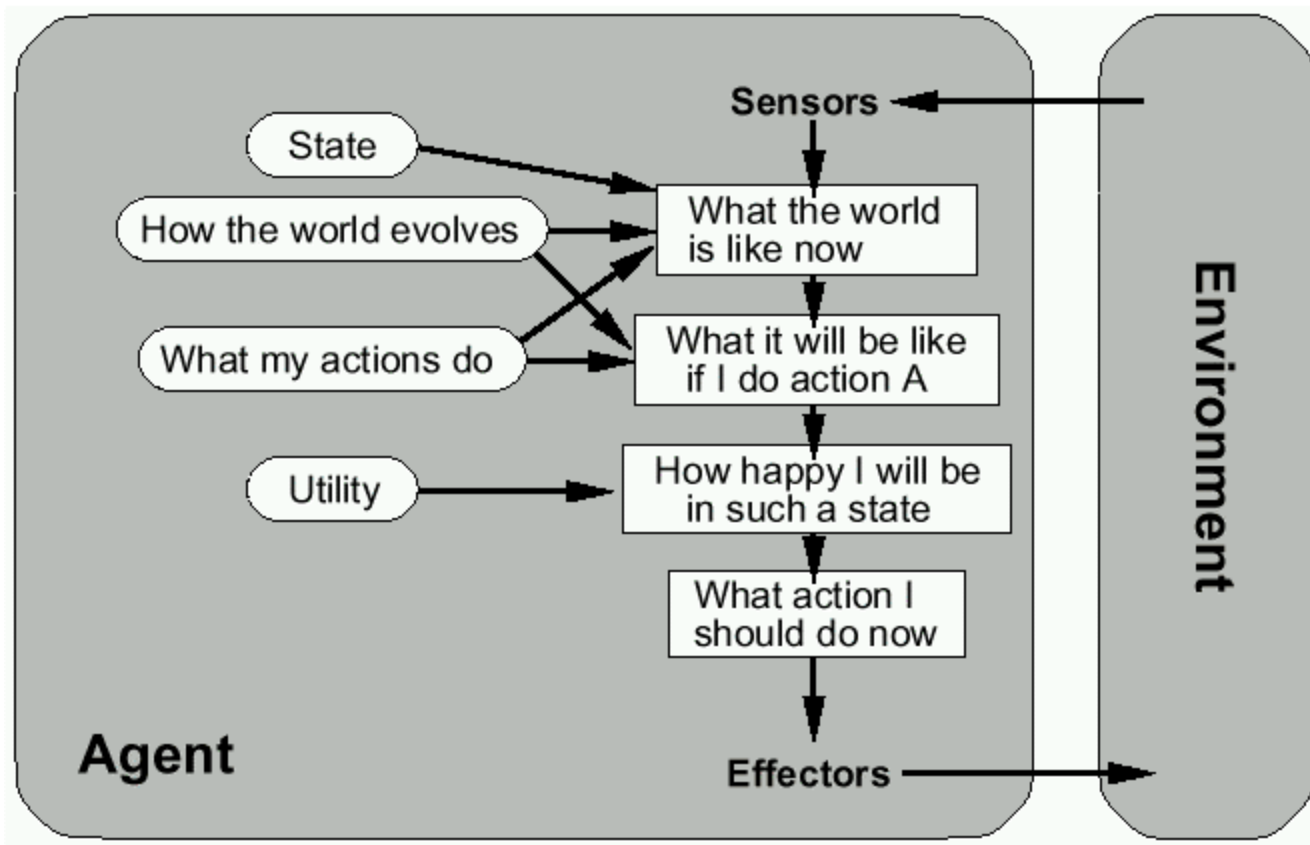 Sensors
State
What the world
is like now
How the world evolves
What it will be like
if I do action A
What my actions do
How happy I will be
in such a state
Utility
What action I
should do now
Agent
Effectors
Environment